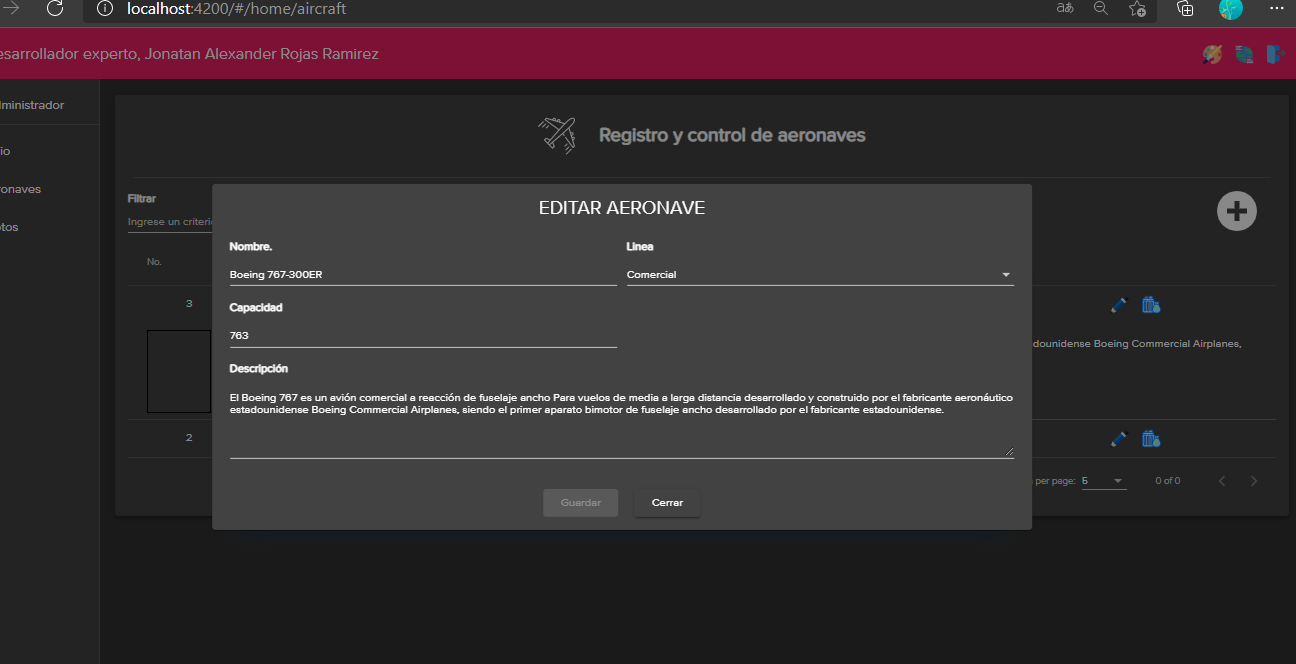 localhost:4200/#/home/aircraft
esarrollador experto, Jonatan Alexander Rojas Ramirez
dministrador
io
ronaves
tos
Registro y control de aeronaves
Filtrar
Ingrese un criteri
No.
3
2
EDITAR AERONAVE
Nombre.
Linea
Boeing 767-300ER
Comercial
Capacidad
763
Descripción
El Boeing 767 es un avión comercial a reacción de fuselaje ancho Para vuelos de media a larga distancia desarrollado y construido por el fabricante aeronáutico
estadounidense Boeing Commercial Airplanes, siendo el primer aparato bimotor de fuselaje ancho desarrollado por el fabricante estadounidense.
Guardar
Cerrar
dounidense Boeing Commercial Airplanes,
per page: 5
0 of 0